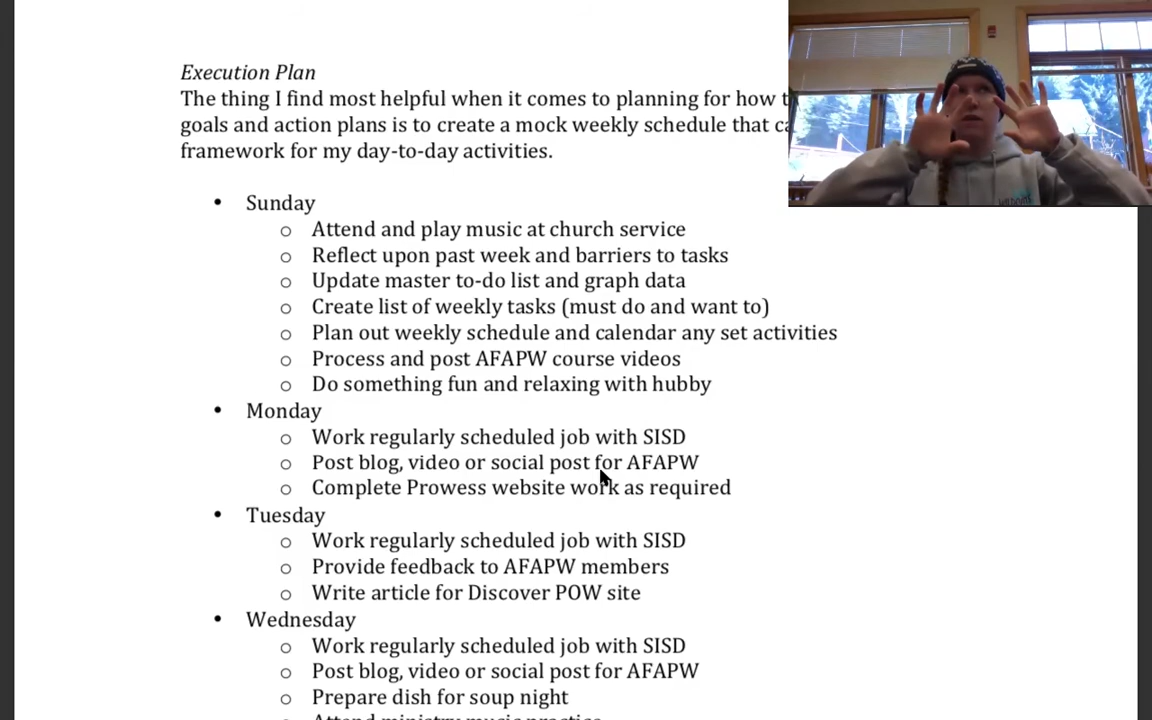 Execution Plan
The thing I find most helpful when it comes to planning for how
goals and action plans is to create a mock weekly schedule that
framework for my day-to-day activities.
• Sunday
o Attend and play music at church service
o Reflect upon past week and barriers to tasks
o Update master to-do list and graph data
o Create list of weekly tasks (must do and want to)
o Plan out weekly schedule and calendar any set activities
o Process and post AFAPW course videos
o Do something fun and relaxing with hubby
• Monday
o Work regularly scheduled job with SISD
o Post blog, video or social post for AFAPW
o Complete Prowess website work as required
• Tuesday
o Work regularly scheduled job with SISD
o Provide feedback to AFAPW members
o Write article for Discover POW site
• Wednesday
o Work regularly scheduled job with SISD
o Post blog, video or social post for AFAPW
o Prepare dish for soup night
o Attend ministry music practice